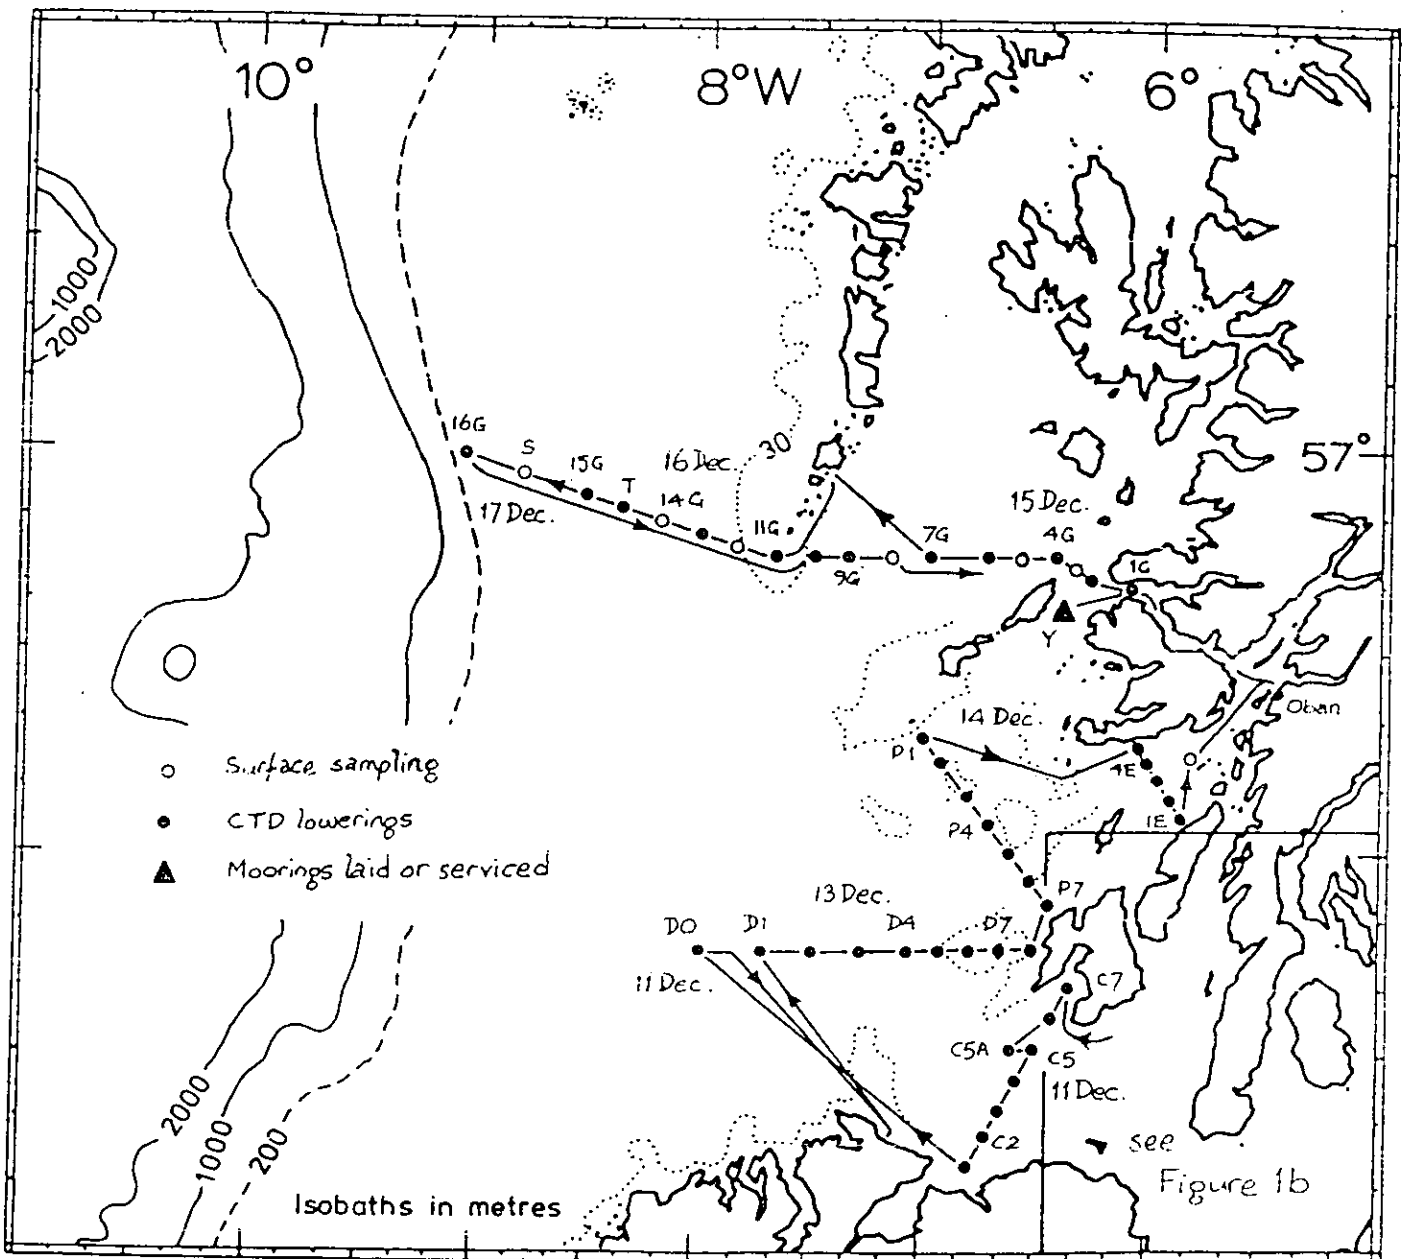 10°
8°W
6°
1000
2000
16G
S
15G
T
16 Dec.
14G
30
57°
17 Dec.
11G
9G
7G
15 Dec.
4G
1G
Y
Oban
14 Dec.
P1
4E
1E
P4
P7
Surface sampling
CTD lowerings
Moorings laid or serviced
13 Dec.
D0
D1
D4
D7
11 Dec.
C7
C5A
C5
11 Dec.
C2
see
Figure 1b
2000
1000
200
Isobaths in metres